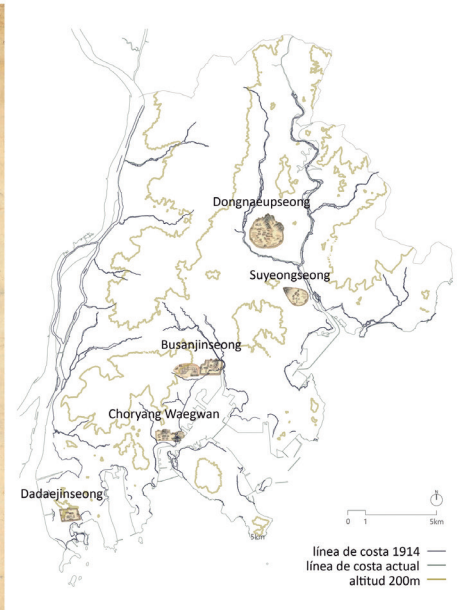 Dongnaeupseong
Suyeongseong
Busanjinseong
Choryang Waegwan
Dadaejinseong
5km
0 1 5km
línea de costa 1914
línea de costa actual
altitud 200m